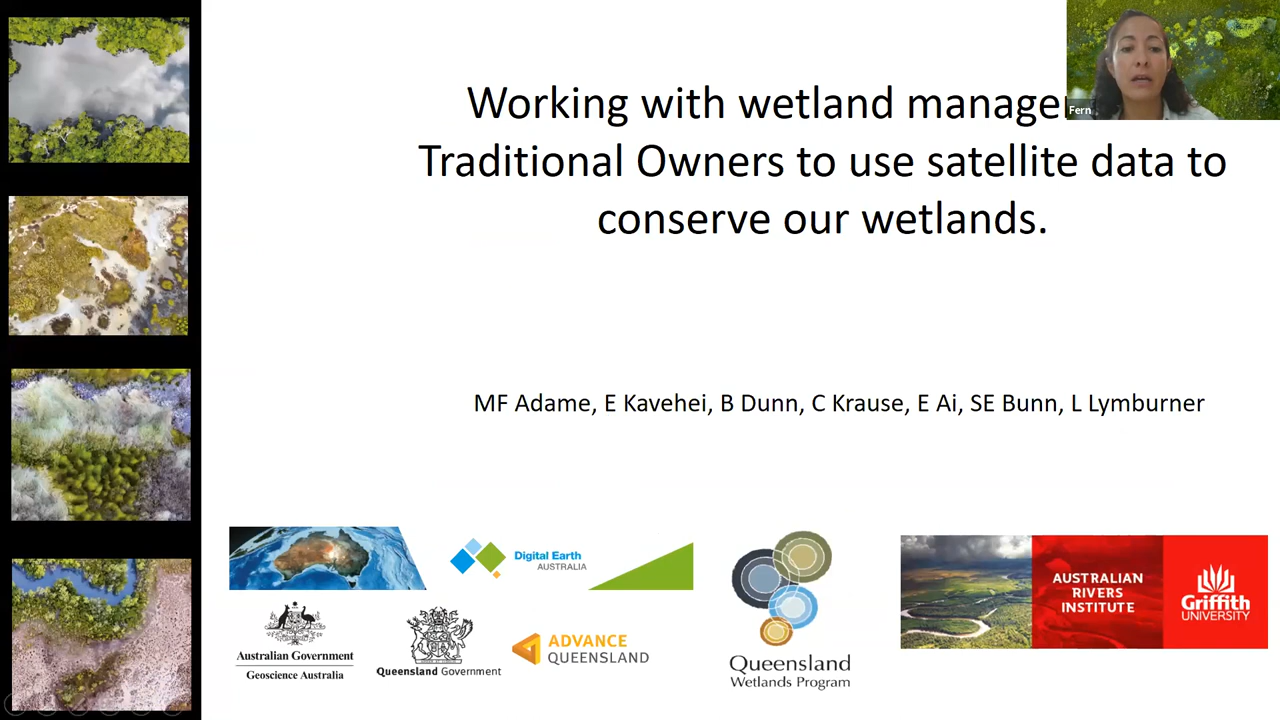 Working with wetland manage
Traditional Owners to use satellite data to
conserve our wetlands.
Fern
MF Adame, E Kavehei, B Dunn, C Krause, E Ai, SE Bunn, L Lymburner
Digital Earth
AUSTRALIA
Australian Government
Geoscience Australia
Queensland Government
ADVANCE
QUEENSLAND
Queensland
Wetlands Program
AUSTRALIAN
RIVERS
INSTITUTE
Griffith
UNIVERSITY